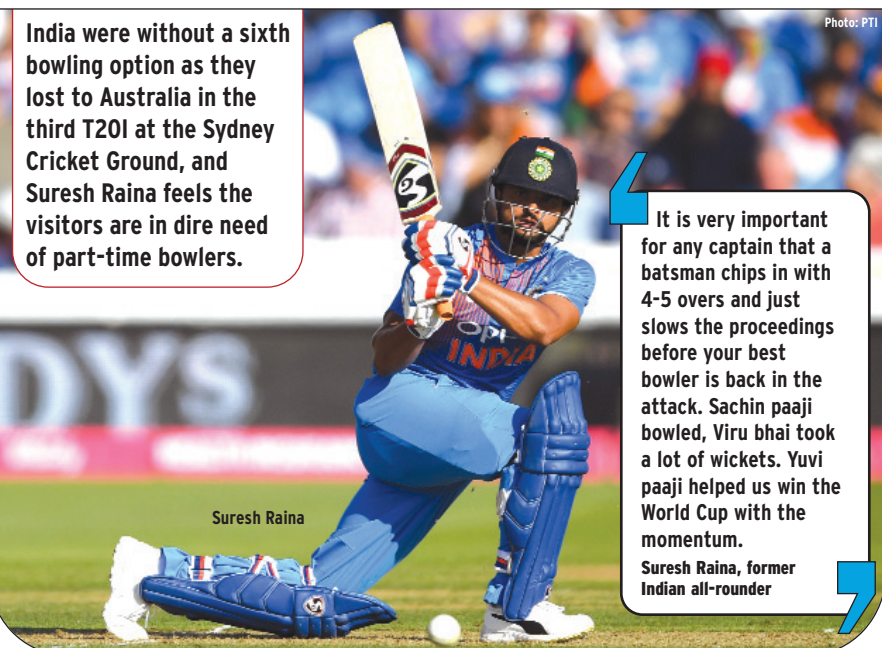 Photo: PTI
India were without a sixth
bowling option as they
lost to Australia in the
third T20I at the Sydney
Cricket Ground, and
Suresh Raina feels the
visitors are in dire need
of part-time bowlers.
It is very important
for any captain that a
batsman chips in with
4-5 overs and just
slows the proceedings
before your best
bowler is back in the
attack. Sachin paaji
bowled, Viru bhai took
a lot of wickets. Yuvi
paaji helped us win the
World Cup with the
momentum.
Suresh Raina, former
Indian all-rounder
INDIA
DYS
Suresh Raina